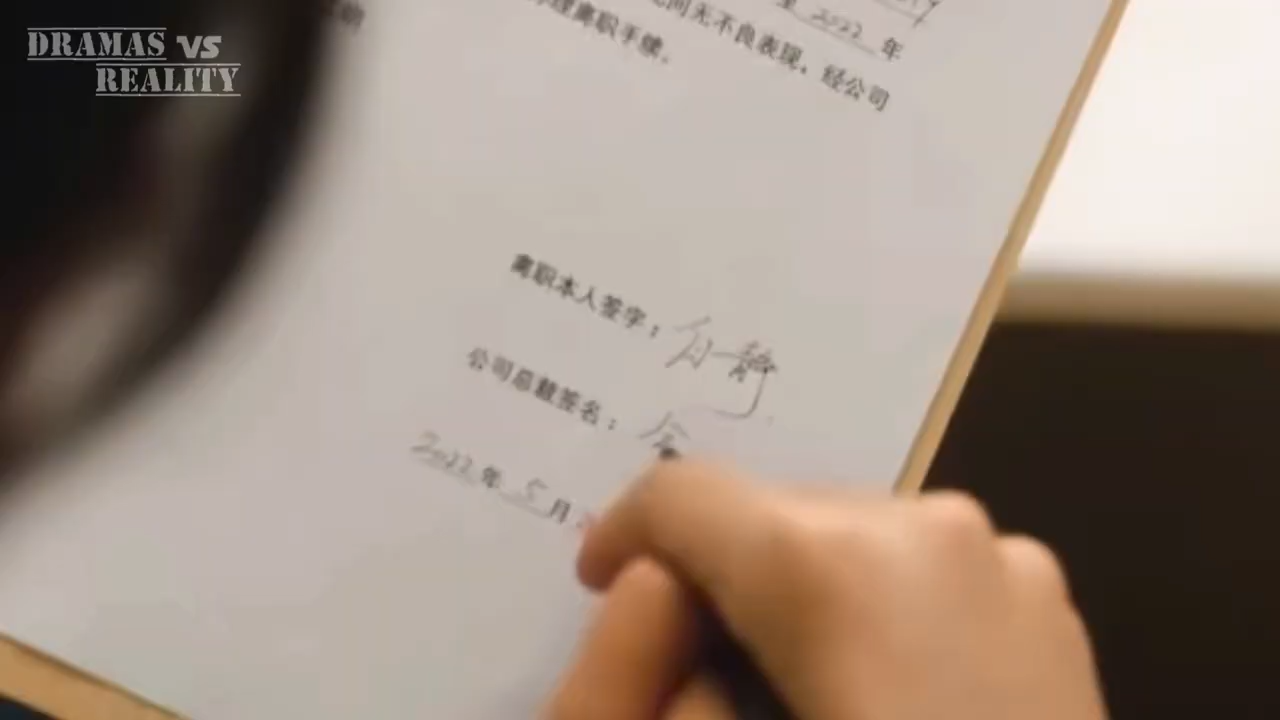 DRAMAS VS
REALITY
2022 年
间无不良表现，经公司
理离职手续。
离职本人签字：白静
公司总裁签名：
2022 年 5 月